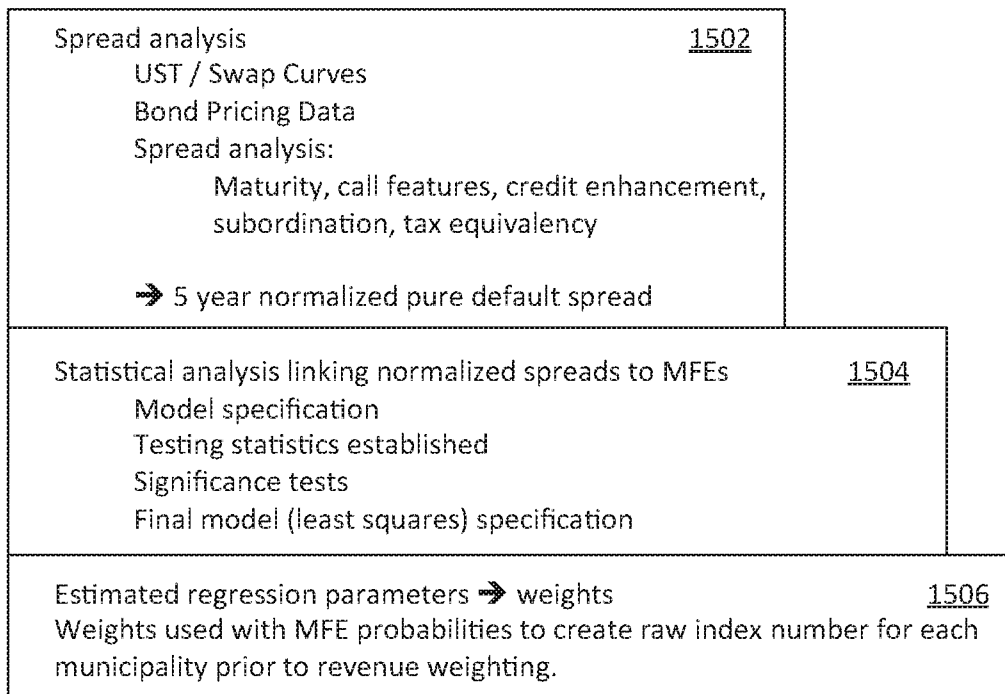 Spread analysis 1502
UST / Swap Curves
Bond Pricing Data
Spread analysis:
Maturity, call features, credit enhancement,
subordination, tax equivalency
➔ 5 year normalized pure default spread
Statistical analysis linking normalized spreads to MFEs 1504
Model specification
Testing statistics established
Significance tests
Final model (least squares) specification
Estimated regression parameters ➔ weights 1506
Weights used with MFE probabilities to create raw index number for each
municipality prior to revenue weighting.